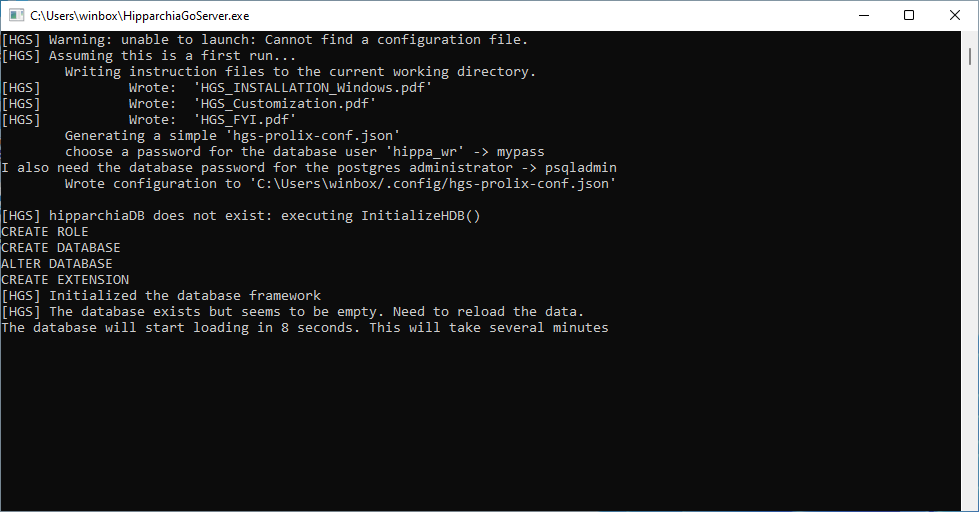 C:\Users\winbox\HipparchiaGoServer.exe
[HGS] Warning: unable to launch: Cannot find a configuration file.
[HGS] Assuming this is a first run...
Writing instruction files to the current working directory.
[HGS] Wrote: 'HGS_INSTALLATION_Windows.pdf'
[HGS] Wrote: 'HGS_Customization.pdf'
[HGS] Wrote: 'HGS_FYI.pdf'
Generating a simple 'hgs-prolix-conf.json'
choose a password for the database user 'hippa_wr' -> mypass
I also need the database password for the postgres administrator -> psqladmin
Wrote configuration to 'C:\Users\winbox/.config/hgs-prolix-conf.json'
[HGS] hipparchiaDB does not exist: executing InitializeHDB()
CREATE ROLE
CREATE DATABASE
ALTER DATABASE
CREATE EXTENSION
[HGS] Initialized the database framework
[HGS] The database exists but seems to be empty. Need to reload the data.
The database will start loading in 8 seconds. This will take several minutes